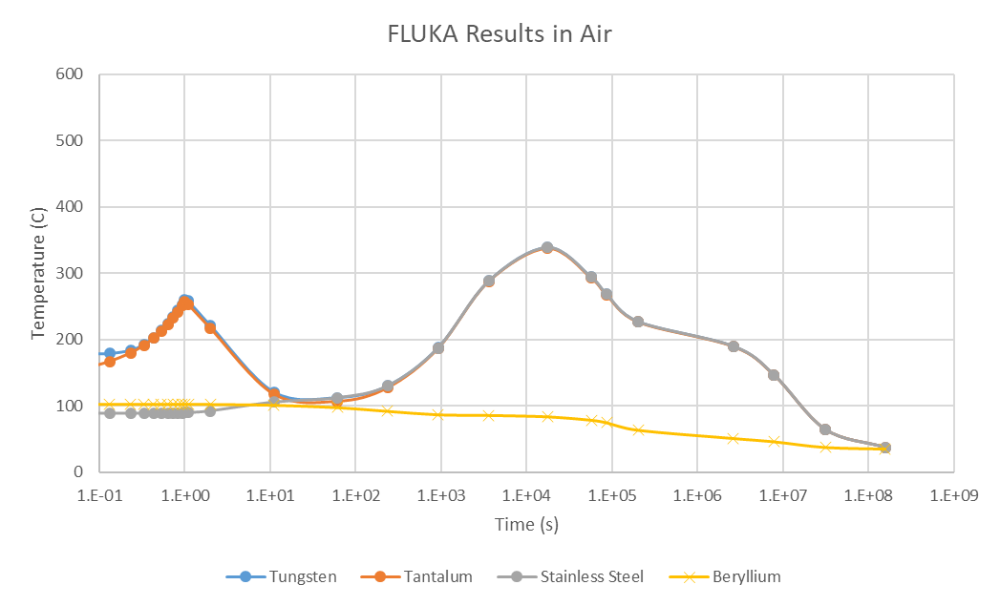 FLUKA Results in Air
600
500
400
300
200
100
0
Temperature (C)
1.E-01 1.E+00 1.E+01 1.E+02 1.E+03 1.E+04 1.E+05 1.E+06 1.E+07 1.E+08 1.E+09
Time (s)
Tungsten Tantalum Stainless Steel Beryllium